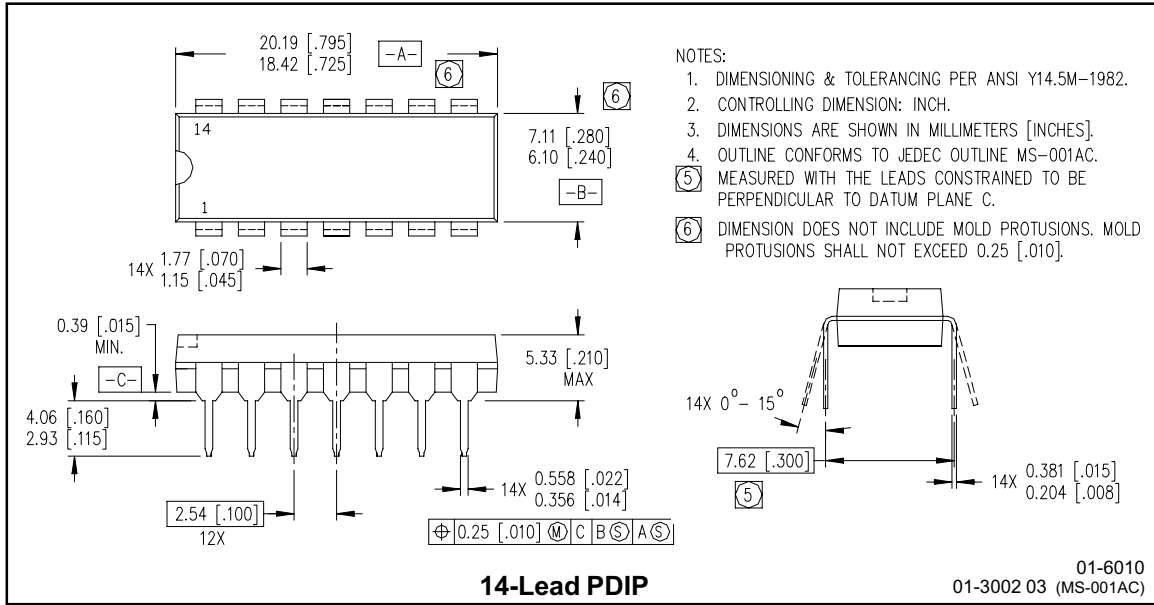 20.19 [.795]
18.42 [.725]
-A-
6
6
14
1
7.11 [.280]
6.10 [.240]
-B-
14X 1.77 [.070]
1.15 [.045]
NOTES:
1. DIMENSIONING & TOLERANCING PER ANSI Y14.5M-1982.
2. CONTROLLING DIMENSION: INCH.
3. DIMENSIONS ARE SHOWN IN MILLIMETERS [INCHES].
4. OUTLINE CONFORMS TO JEDEC OUTLINE MS-001AC.
5 MEASURED WITH THE LEADS CONSTRAINED TO BE
PERPENDICULAR TO DATUM PLANE C.
6 DIMENSION DOES NOT INCLUDE MOLD PROTUSIONS. MOLD
PROTUSIONS SHALL NOT EXCEED 0.25 [.010].
0.39 [.015]
MIN.
-C-
4.06 [.160]
2.93 [.115]
5.33 [.210]
MAX
2.54 [.100]
12X
14X 0.558 [.022]
0.356 [.014]
⌖ 0.25 [.010] Ⓜ C B Ⓢ A Ⓢ
14X 0°- 15°
7.62 [.300]
5
14X 0.381 [.015]
0.204 [.008]
14-Lead PDIP
01-6010
01-3002 03 (MS-001AC)